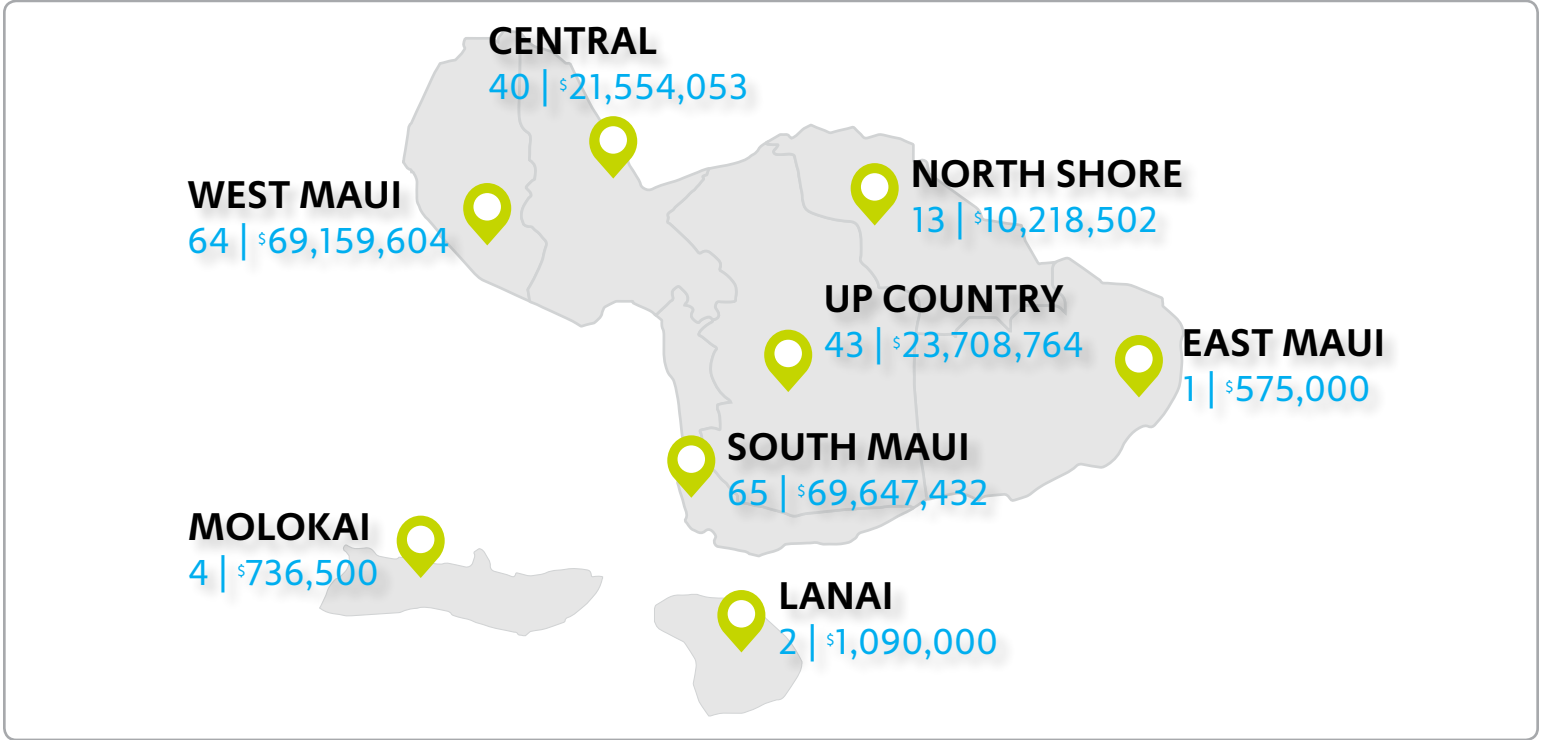 CENTRAL
40 | $21,554,053
NORTH SHORE
13 | $10,218,502
WEST MAUI
64 | $69,159,604
UP COUNTRY
43 | $23,708,764
EAST MAUI
1 | $575,000
SOUTH MAUI
65 | $69,647,432
MOLOKAI
4 | $736,500
LANAI
2 | $1,090,000